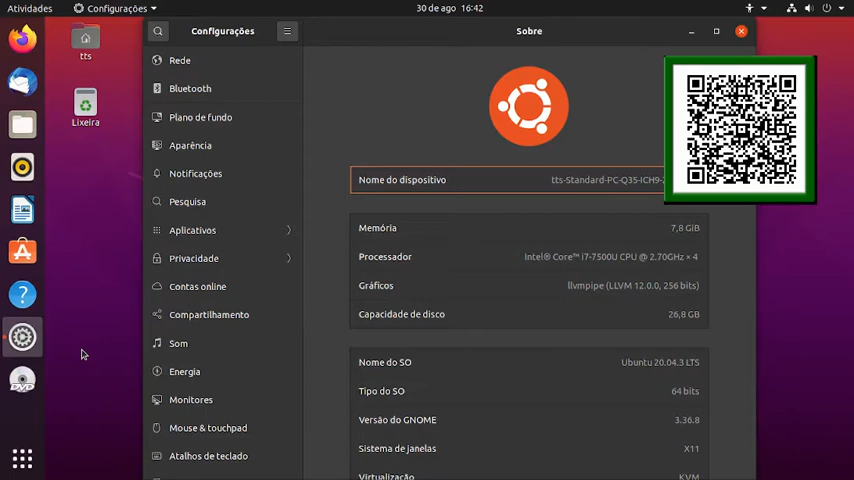 Atividades
Configurações
30 de ago 16:42
tts
Lixeira
Configurações
Sobre
Rede
Bluetooth
Plano de fundo
Aparência
Notificações
Pesquisa
Aplicativos
Privacidade
Contas online
Compartilhamento
Som
Energia
Monitores
Mouse & touchpad
Atalhos de teclado
Nome do dispositivo tts-Standard-PC-Q35-ICH9-
Memória 7,8 GiB
Processador Intel® Core™ i7-7500U CPU @ 2.70GHz × 4
Gráficos llvmpipe (LLVM 12.0.0, 256 bits)
Capacidade de disco 26,8 GB
Nome do SO Ubuntu 20.04.3 LTS
Tipo do SO 64 bits
Versão do GNOME 3.36.8
Sistema de janelas X11
Virtualização KVM
DVD